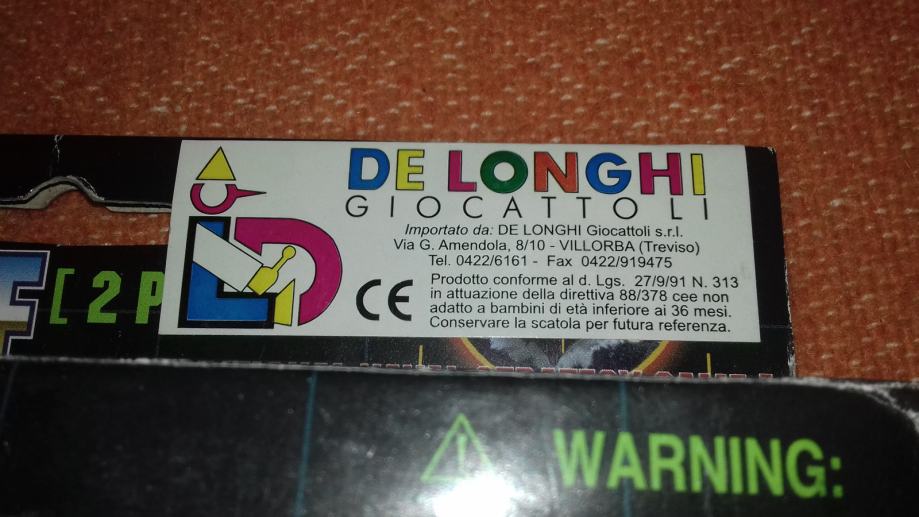 DE LONGHI
GIOCATTOLI
Importato da: DE LONGHI Giocattoli s.r.l.
Via G. Amendola, 8/10 - VILLORBA (Treviso)
Tel. 0422/6161 - Fax 0422/919475
CE
Prodotto conforme al d. Lgs. 27/9/91 N. 313
in attuazione della direttiva 88/378 cee non
adatto a bambini di età inferiore ai 36 mesi.
Conservare la scatola per futura referenza.
[ 2 P
WARNING: